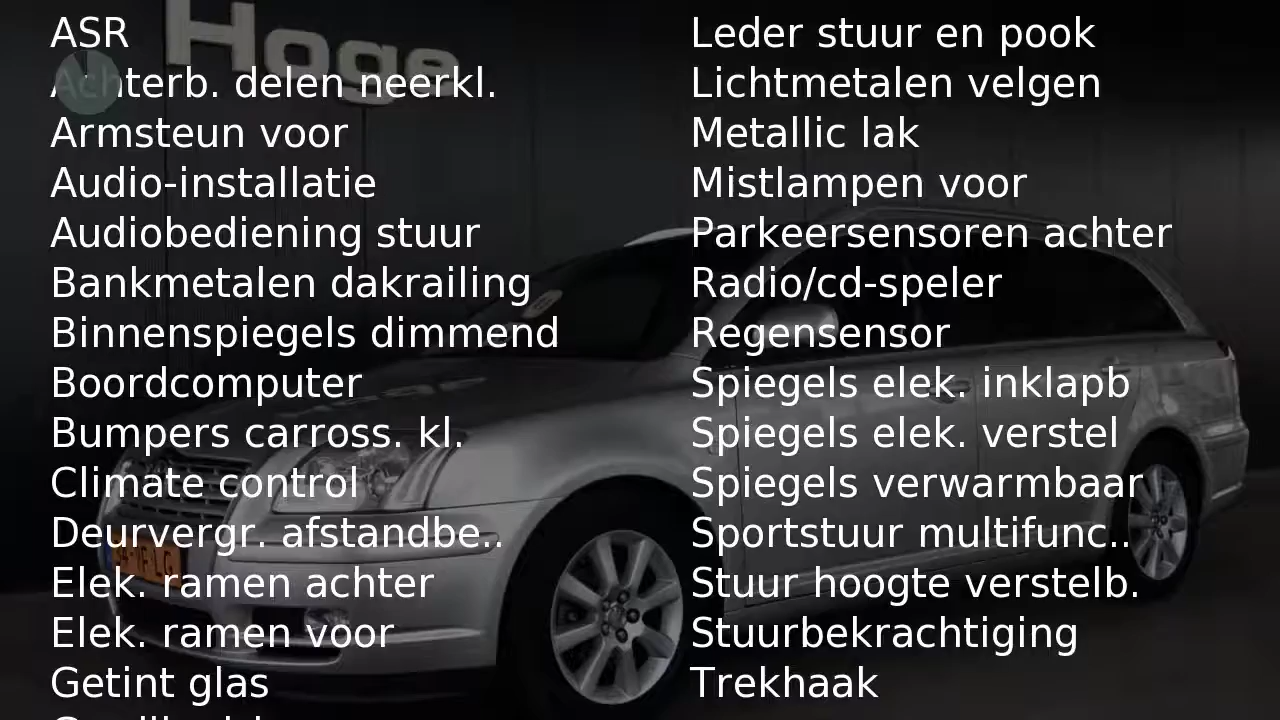 Hoge
ASR
Achterb. delen neerkl.
Armsteun voor
Audio-installatie
Audiobediening stuur
Bankmetalen dakrailing
Binnenspiegels dimmend
Boordcomputer
Bumpers carross. kl.
Climate control
Deurvergr. afstandbe..
Elek. ramen achter
Elek. ramen voor
Getint glas
Leder stuur en pook
Lichtmetalen velgen
Metallic lak
Mistlampen voor
Parkeersensoren achter
Radio/cd-speler
Regensensor
Spiegels elek. inklapb
Spiegels elek. verstel
Spiegels verwarmbaar
Sportstuur multifunc..
Stuur hoogte verstelb.
Stuurbekrachtiging
Trekhaak